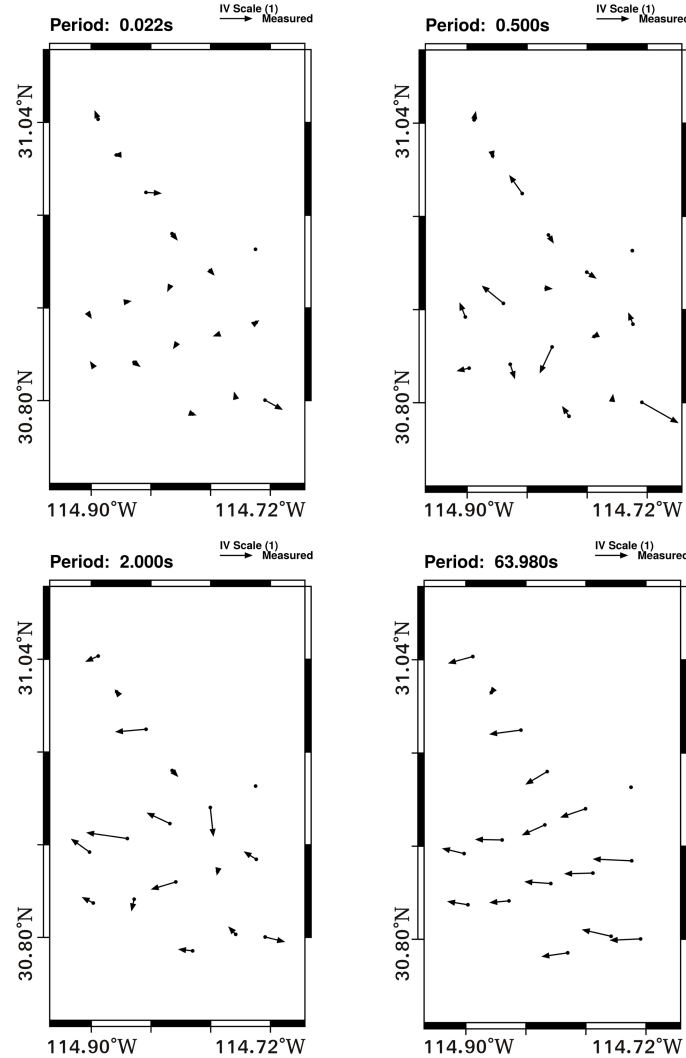 IV Scale (1)
Period: 0.022s
Measured
31.04°N
30.80°N
114.90°W
114.72°W
IV Scale (1)
Period: 0.500s
Measured
31.04°N
30.80°N
114.90°W
114.72°W
IV Scale (1)
Period: 2.000s
Measured
31.04°N
30.80°N
114.90°W
114.72°W
IV Scale (1)
Period: 63.980s
Measured
31.04°N
30.80°N
114.90°W
114.72°W